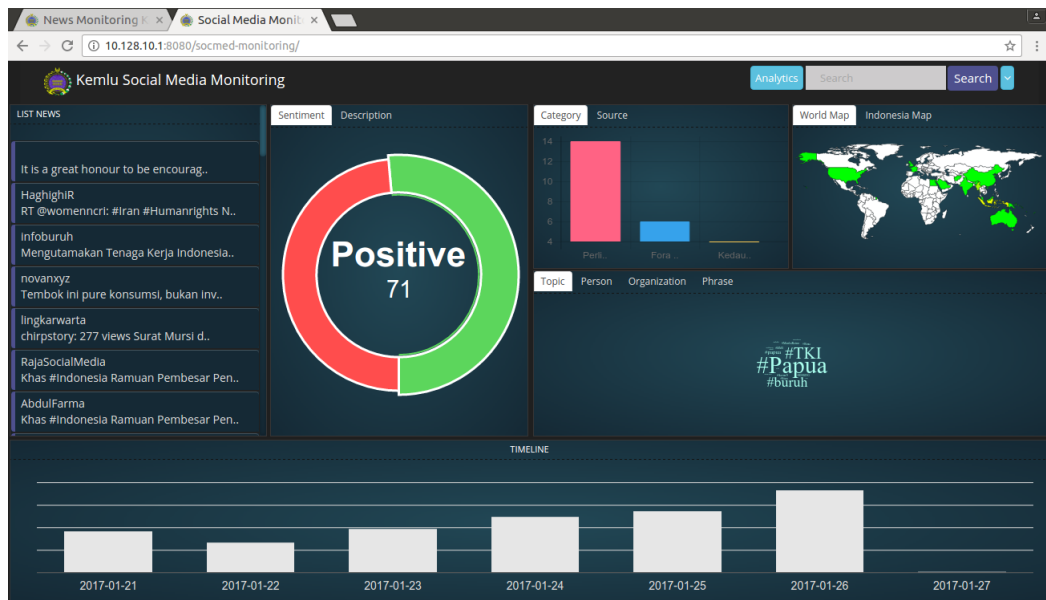 News Monitoring K
Social Media Monit
10.128.10.1:8080/socmed-monitoring/
Kemlu Social Media Monitoring
Analytics
Search
Search
LIST NEWS
It is a great honour to be encourag..
HaghighiR
RT @womenncri: #Iran #Humanrights N..
Infoburuh
Mengutamakan Tenaga Kerja Indonesia..
novanxyz
Tembok ini pure konsumsi, bukan inv..
lingkarwarta
chirpstory: 277 views Surat Mursi d..
RajaSocialMedia
Khas #Indonesia Ramuan Pembesar Pen..
AbdulFarma
Khas #Indonesia Ramuan Pembesar Pen..
Sentiment Description
Positive
71
Category Source
14
12
10
8
6
4
Perli.. Fora .. Kedau..
World Map Indonesia Map
Topic Person Organization Phrase
#TKI
#Papua
#buruh
TIMELINE
2017-01-21 2017-01-22 2017-01-23 2017-01-24 2017-01-25 2017-01-26 2017-01-27